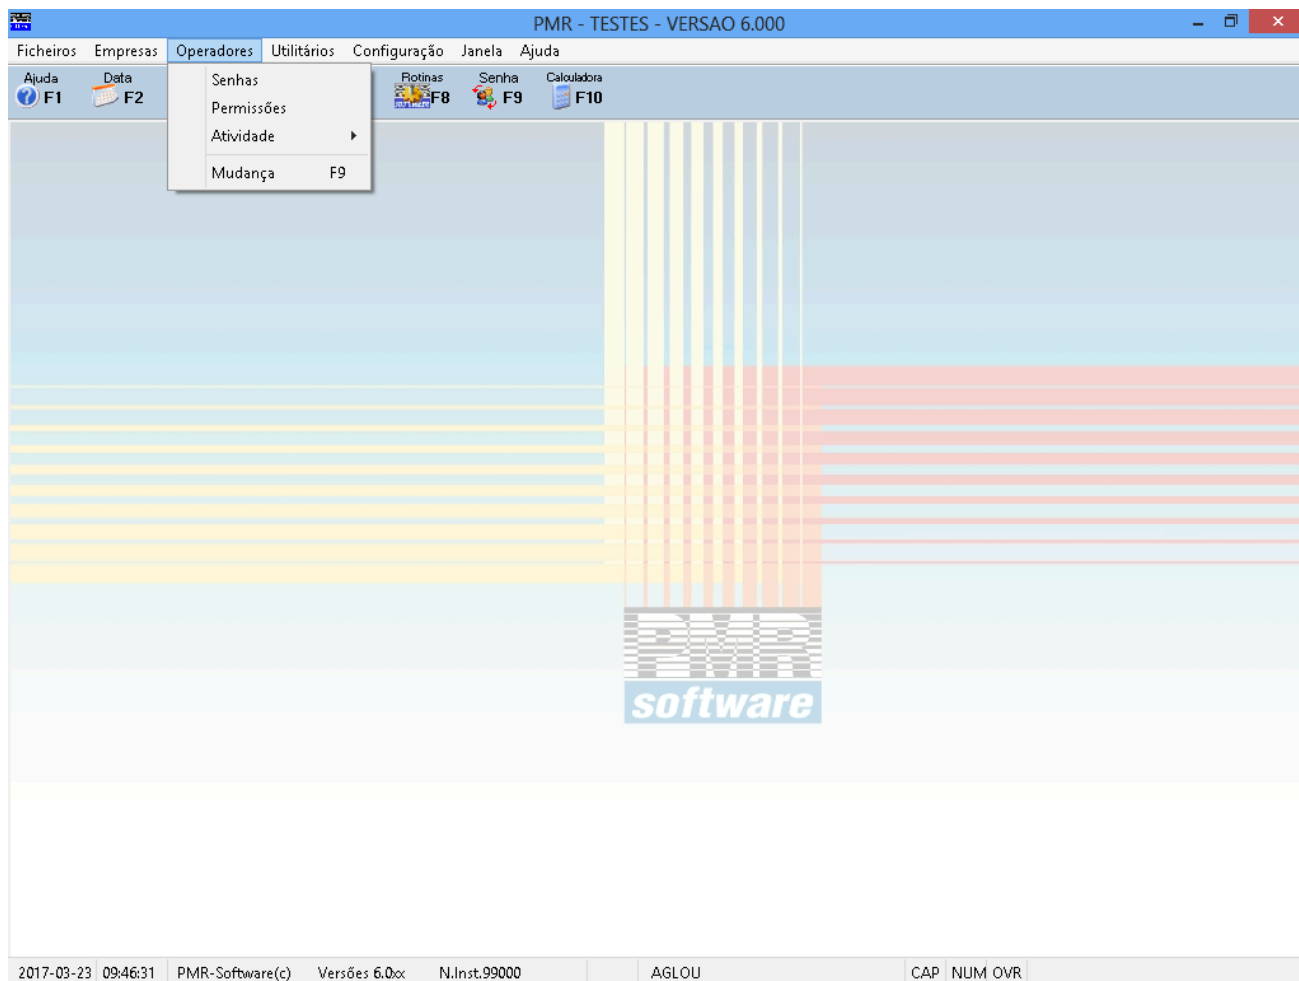 PMR - TESTES - VERSAO 6.000
Ficheiros Empresas Operadores Utilitários Configuração Janela Ajuda
Ajuda F1 Data F2 Rotinas F8 Senha F9 Calculadora F10
Senhas
Permissões
Atividade
Mudança F9
PMR
software
2017-03-23 09:46:31 PMR-Software(c) Versões 6.0xx N.Inst.99000 AGLOU CAP NUM OVR